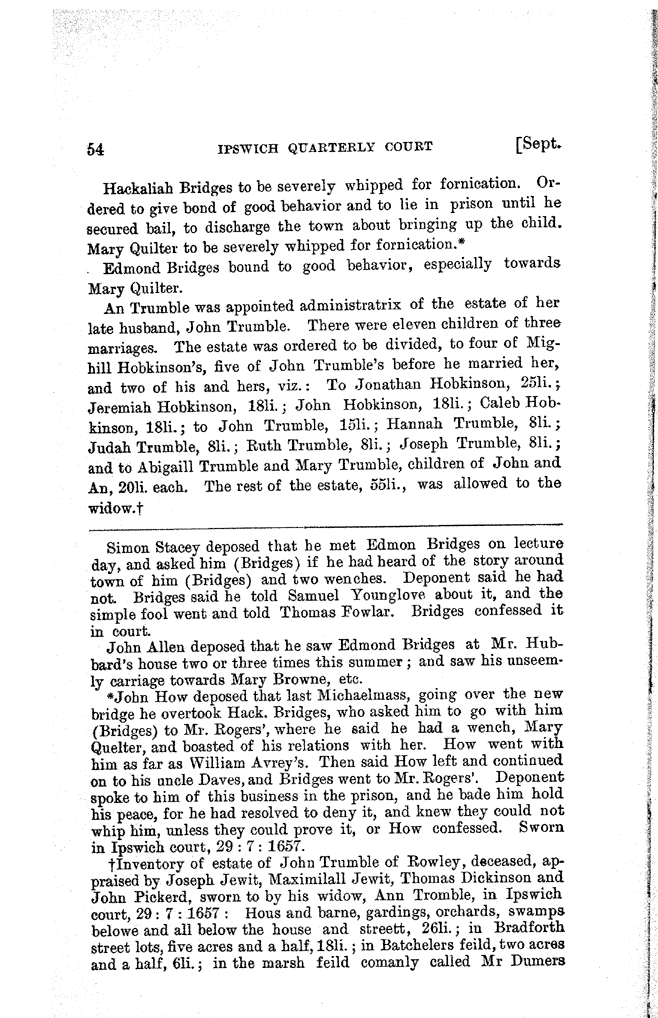 54 IPSWICH QUARTERLY COURT [Sept.
Hackaliah Bridges to be severely whipped for fornication. Or-
dered to give bond of good behavior and to lie in prison until he
secured bail, to discharge the town about bringing up the child.
Mary Quilter to be severely whipped for fornication.*
Edmond Bridges bound to good behavior, especially towards
Mary Quilter.
An Trumble was appointed administratrix of the estate of her
late husband, John Trumble. There were eleven children of three
marriages. The estate was ordered to be divided, to four of Mig-
hill Hobkinson's, five of John Trumble's before he married her,
and two of his and hers, viz.: To Jonathan Hobkinson, 25li.;
Jeremiah Hobkinson, 18li.; John Hobkinson, 18li.; Caleb Hob-
kinson, 18li.; to John Trumble, 15li.; Hannah Trumble, 8li.;
Judah Trumble, 8li.; Ruth Trumble, 8li.; Joseph Trumble, 8li.;
and to Abigaill Trumble and Mary Trumble, children of John and
An, 20li. each. The rest of the estate, 55li., was allowed to the
widow.†
Simon Stacey deposed that he met Edmon Bridges on lecture
day, and asked him (Bridges) if he had heard of the story around
town of him (Bridges) and two wenches. Deponent said he had
not. Bridges said he told Samuel Younglove about it, and the
simple fool went and told Thomas Fowlar. Bridges confessed it
in court.
John Allen deposed that he saw Edmond Bridges at Mr. Hub-
bard's house two or three times this summer; and saw his unseem-
ly carriage towards Mary Browne, etc.
*John How deposed that last Michaelmass, going over the new
bridge he overtook Hack. Bridges, who asked him to go with him
(Bridges) to Mr. Rogers', where he said he had a wench, Mary
Quelter, and boasted of his relations with her. How went with
him as far as William Avrey's. Then said How left and continued
on to his uncle Daves, and Bridges went to Mr. Rogers'. Deponent
spoke to him of this business in the prison, and he bade him hold
his peace, for he had resolved to deny it, and knew they could not
whip him, unless they could prove it, or How confessed. Sworn
in Ipswich court, 29 : 7 : 1657.
†Inventory of estate of John Trumble of Rowley, deceased, ap-
praised by Joseph Jewit, Maximilall Jewit, Thomas Dickinson and
John Pickerd, sworn to by his widow, Ann Tromble, in Ipswich
court, 29 : 7 : 1657 : Hous and barne, gardings, orchards, swamps
belowe and all below the house and streett, 26li.; in Bradforth
street lots, five acres and a half, 18li.; in Batchelers feild, two acres
and a half, 6li.; in the marsh feild comanly called Mr Dumers